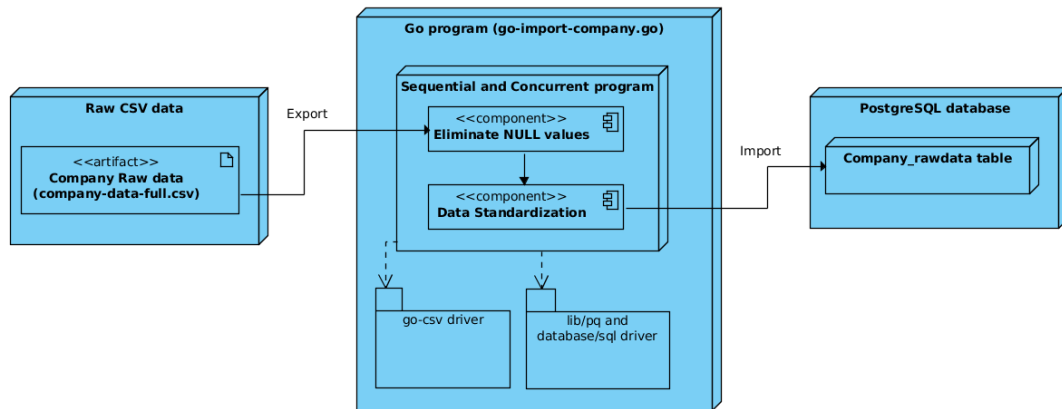 Go program (go-import-company.go)
Sequential and Concurrent program
Raw CSV data
PostgreSQL database
Export
<<component>>
Eliminate NULL values
<<artifact>>
Company Raw data
(company-data-full.csv)
Import
Company_rawdata table
<<component>>
Data Standardization
go-csv driver
lib/pq and
database/sql driver